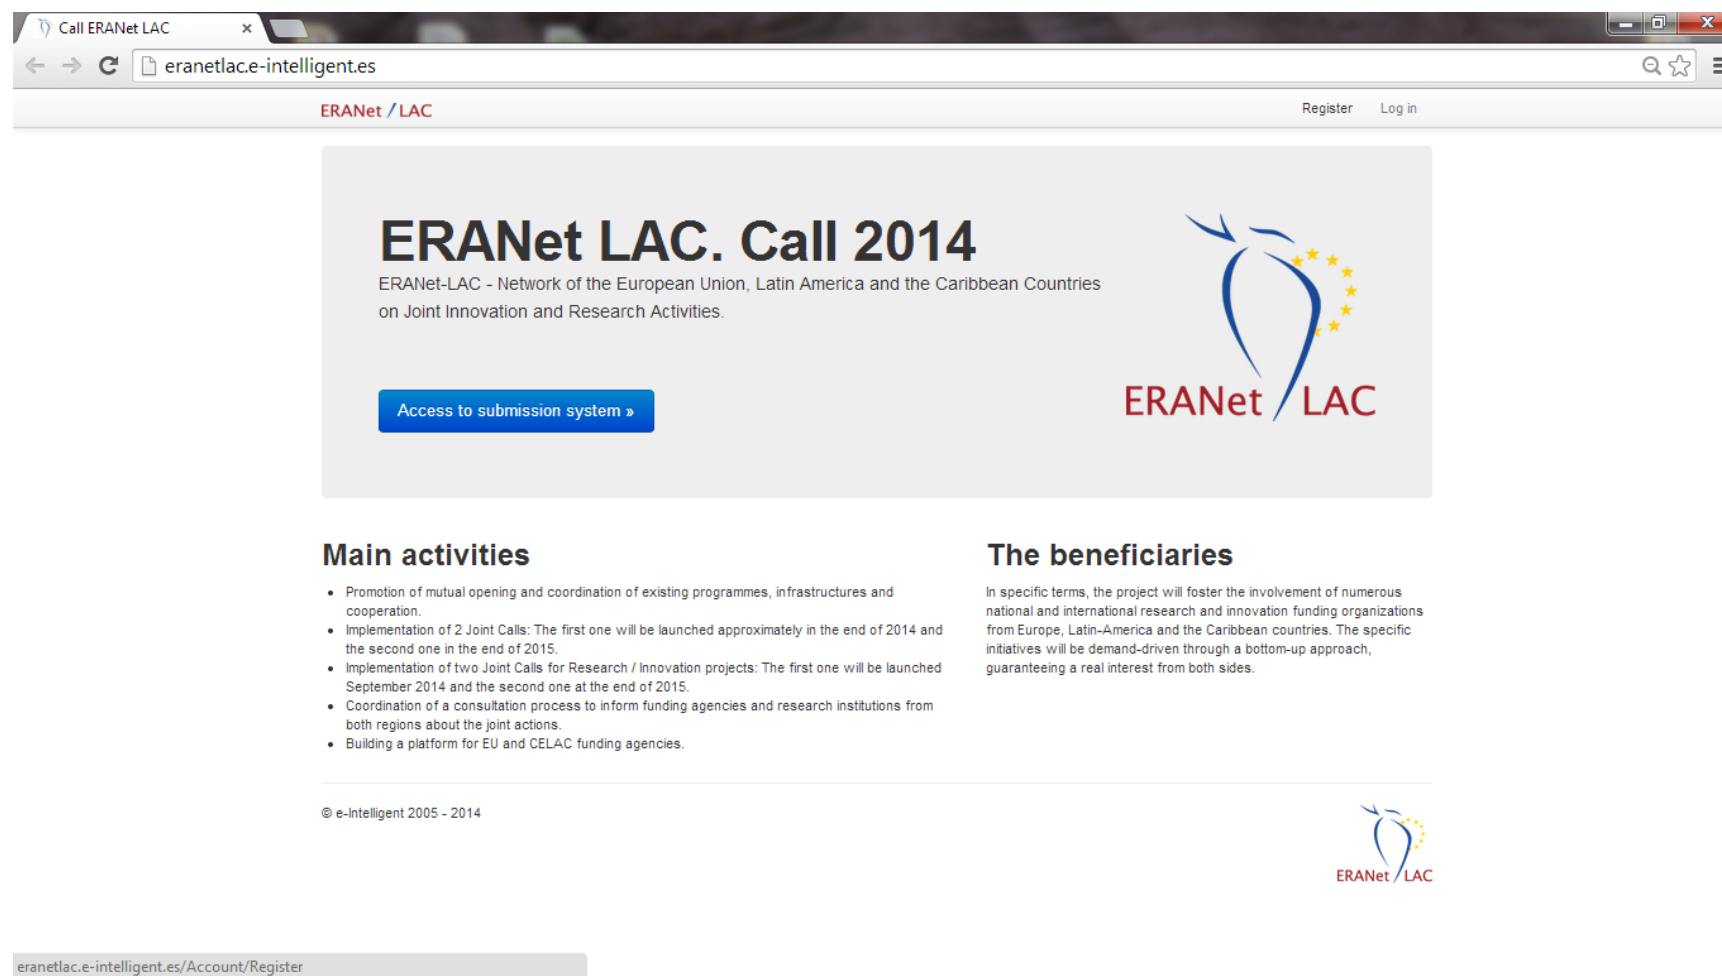 Call ERANet LAC
eranetlac.e-intelligent.es
ERANet / LAC
Register Log in
ERANet LAC. Call 2014
ERANet-LAC - Network of the European Union, Latin America and the Caribbean Countries
on Joint Innovation and Research Activities.
Access to submission system »
ERANet / LAC
Main activities
• Promotion of mutual opening and coordination of existing programmes, infrastructures and
cooperation.
• Implementation of 2 Joint Calls: The first one will be launched approximately in the end of 2014 and
the second one in the end of 2015.
• Implementation of two Joint Calls for Research / Innovation projects: The first one will be launched
September 2014 and the second one at the end of 2015.
• Coordination of a consultation process to inform funding agencies and research institutions from
both regions about the joint actions.
• Building a platform for EU and CELAC funding agencies.
The beneficiaries
In specific terms, the project will foster the involvement of numerous
national and international research and innovation funding organizations
from Europe, Latin-America and the Caribbean countries. The specific
initiatives will be demand-driven through a bottom-up approach,
guaranteeing a real interest from both sides.
© e-Intelligent 2005 - 2014
ERANet / LAC
eranetlac.e-intelligent.es/Account/Register